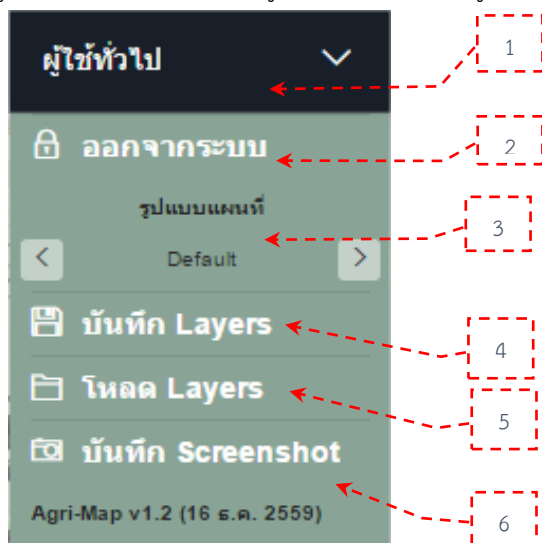 ผู้ใช้ทั่วไป
1
ออกจากระบบ
2
รูปแบบแผนที่
3
Default
บันทึก Layers
4
โหลด Layers
5
บันทึก Screenshot
Agri-Map v1.2 (16 ธ.ค. 2559)
6